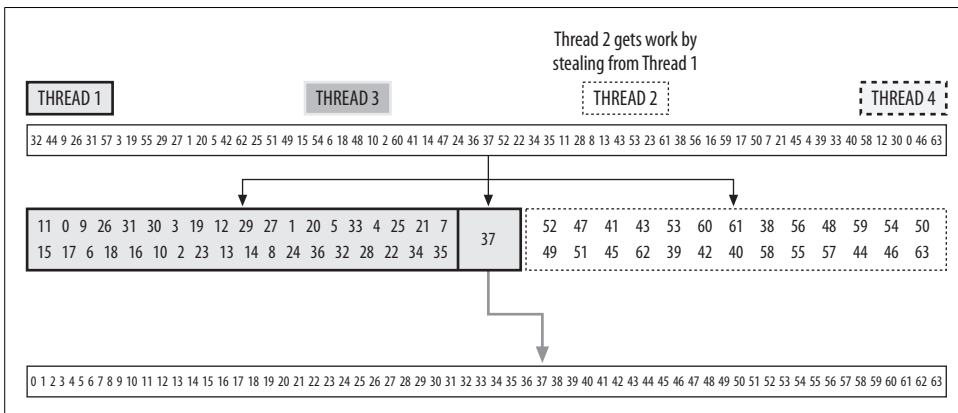 Thread 2 gets work by
stealing from Thread 1
THREAD 1 THREAD 3 THREAD 2 THREAD 4
32 44 9 26 31 57 3 19 55 29 27 1 20 5 42 62 25 51 49 15 54 6 18 48 10 2 60 41 14 47 24 36 37 52 22 34 35 11 28 8 13 43 53 23 61 38 56 16 59 17 50 7 21 45 4 39 33 40 58 12 30 0 46 63
11 0 9 26 31 30 3 19 12 29 27 1 20 5 33 4 25 21 7
15 17 6 18 16 10 2 23 13 14 8 24 36 32 28 22 34 35
37
52 47 41 43 53 60 61 38 56 48 59 54 50
49 51 45 62 39 42 40 58 55 57 44 46 63
0 1 2 3 4 5 6 7 8 9 10 11 12 13 14 15 16 17 18 19 20 21 22 23 24 25 26 27 28 29 30 31 32 33 34 35 36 37 38 39 40 41 42 43 44 45 46 47 48 49 50 51 52 53 54 55 56 57 58 59 60 61 62 63